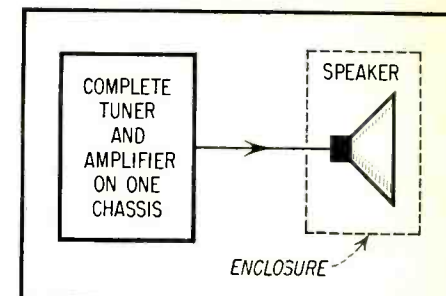 COMPLETE
TUNER
AND
AMPLIFIER
ON ONE
CHASSIS
SPEAKER
ENCLOSURE